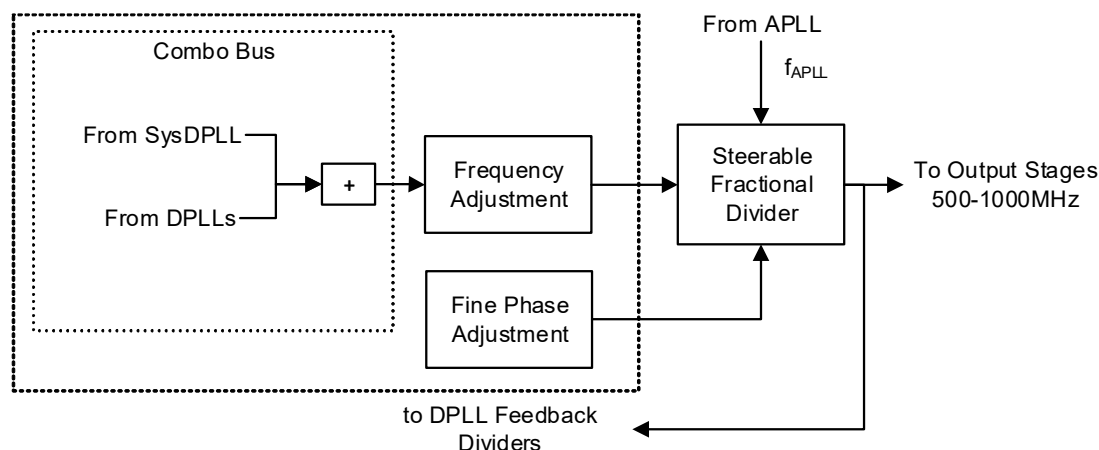 Combo Bus
From SysDPLL
From DPLLs
+
Frequency
Adjustment
Fine Phase
Adjustment
From APLL
fAPLL
Steerable
Fractional
Divider
To Output Stages
500-1000MHz
to DPLL Feedback
Dividers